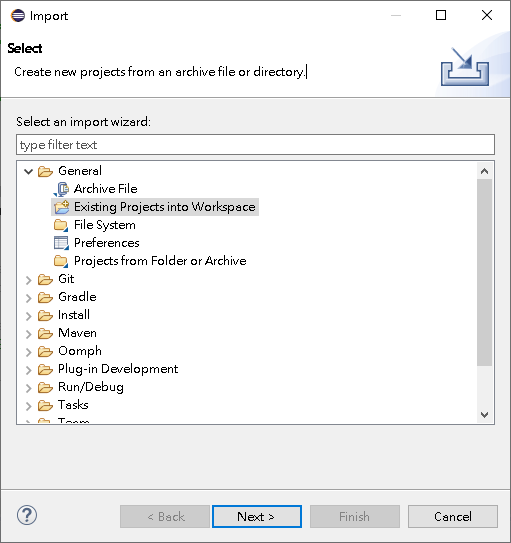 Import
Select
Create new projects from an archive file or directory.
Select an import wizard:
type filter text
General
Archive File
Existing Projects into Workspace
File System
Preferences
Projects from Folder or Archive
Git
Gradle
Install
Maven
Oomph
Plug-in Development
Run/Debug
Tasks
Team
?
< Back
Next >
Finish
Cancel